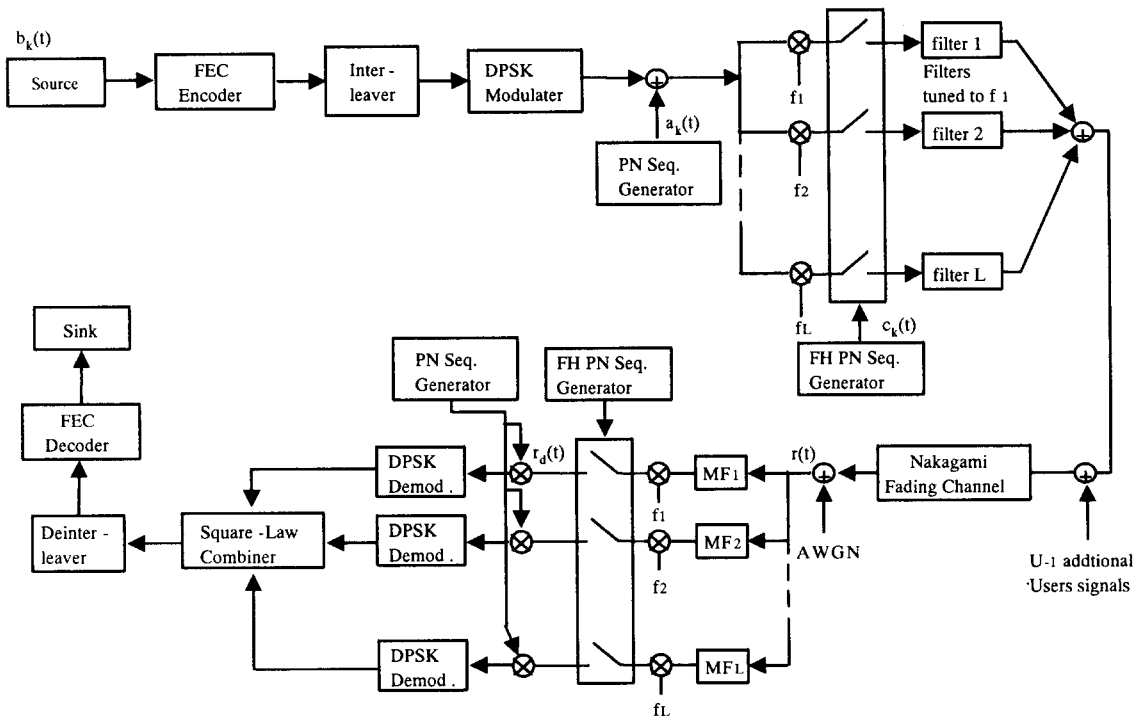 b_k(t)
Source
FEC
Encoder
Inter -
leaver
DPSK
Modulater
a_k(t)
PN Seq.
Generator
f1
f2
fL
filter 1
Filters
tuned to f 1
filter 2
filter L
c_k(t)
FH PN Seq.
Generator
Sink
FEC
Decoder
Deinter -
leaver
Square -Law
Combiner
DPSK
Demod .
DPSK
Demod .
DPSK
Demod .
PN Seq.
Generator
FH PN Seq.
Generator
r_d(t)
f1
f2
fL
MF1
MF2
MFL
r(t)
AWGN
Nakagami
Fading Channel
U-1 addtional
Users signals